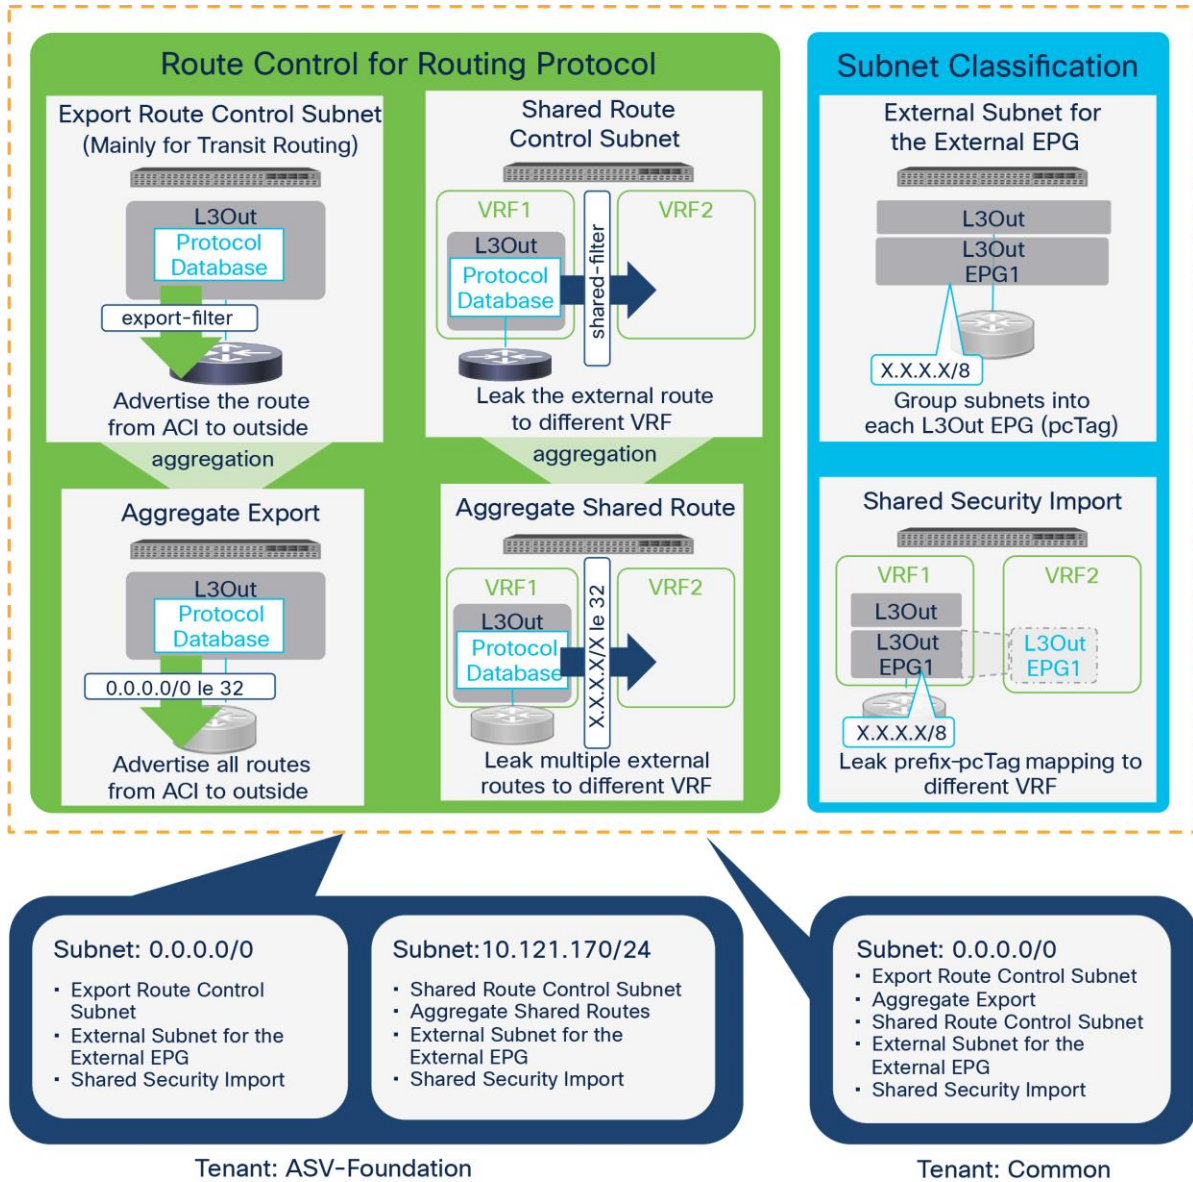 Route Control for Routing Protocol
Export Route Control Subnet
(Mainly for Transit Routing)
L3Out
Protocol
Database
export-filter
Advertise the route
from ACI to outside
aggregation
Aggregate Export
L3Out
Protocol
Database
0.0.0.0/0 le 32
Advertise all routes
from ACI to outside
Shared Route
Control Subnet
VRF1
VRF2
L3Out
Protocol
Database
shared-filter
Leak the external route
to different VRF
aggregation
Aggregate Shared Route
VRF1
VRF2
L3Out
Protocol
Database
X.X.X.X/X le 32
Leak multiple external
routes to different VRF
Subnet Classification
External Subnet for
the External EPG
L3Out
L3Out
EPG1
X.X.X.X/8
Group subnets into
each L3Out EPG (pcTag)
Shared Security Import
VRF1
VRF2
L3Out
L3Out
EPG1
L3Out
EPG1
X.X.X.X/8
Leak prefix-pcTag mapping to
different VRF
Subnet: 0.0.0.0/0
• Export Route Control
Subnet
• External Subnet for the
External EPG
• Shared Security Import
Subnet:10.121.170/24
• Shared Route Control Subnet
• Aggregate Shared Routes
• External Subnet for the
External EPG
• Shared Security Import
Tenant: ASV-Foundation
Subnet: 0.0.0.0/0
• Export Route Control Subnet
• Aggregate Export
• Shared Route Control Subnet
• External Subnet for the
External EPG
• Shared Security Import
Tenant: Common